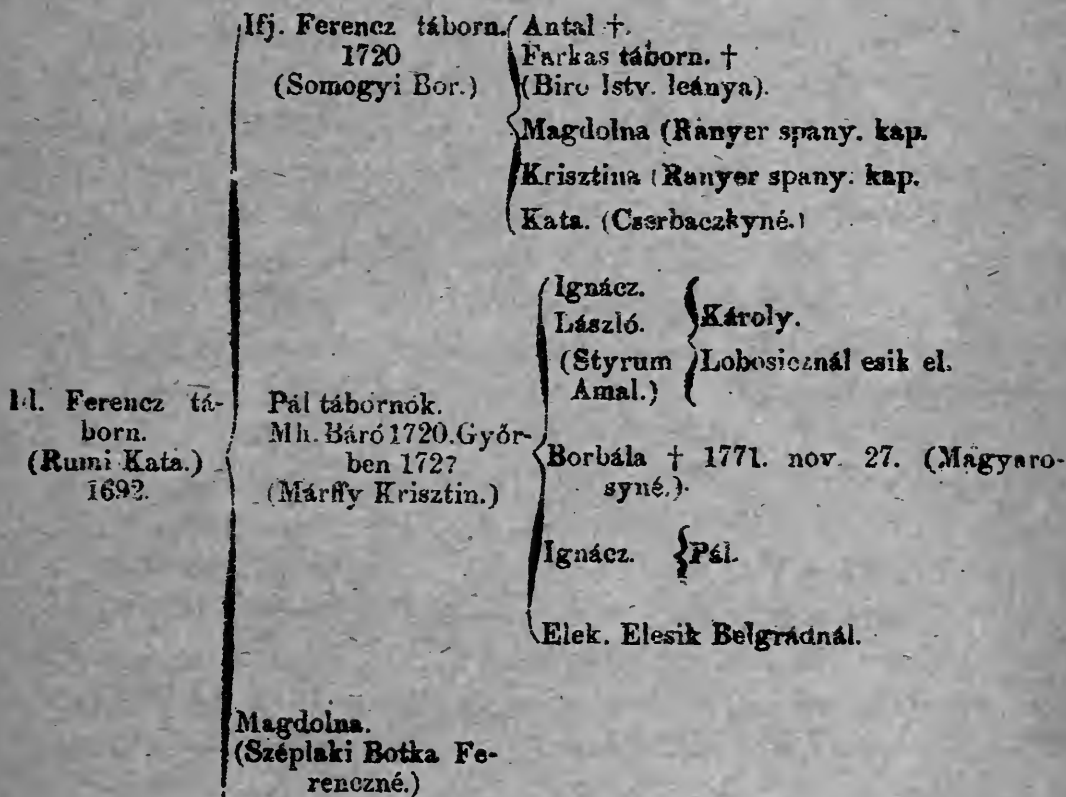 Ifj. Ferencz táborn.
1720
(Somogyi Bor.)
Antal †.
Farkas táborn. †
(Biro Istv. leánya).
Magdolna (Ranyer spany. kap.
Krisztina (Ranyer spany. kap.
Kata. (Cserbaczkyné.)
Id. Ferencz tá-
born.
(Rumi Kata.)
1692.
Pál tábornok.
Mh. Báró 1720. Győr-
ben 172?
(Márffy Krisztin.)
Ignácz.
László.
(Styrum
Amal.)
Károly.
Lobosicznál esik el.
Borbála † 1771. nov. 27. (Magyaro-
syné.).
Ignácz.
Pál.
Elek. Elesik Belgrádnál.
Magdolna.
(Széplaki Botka Fe-
renczné.)